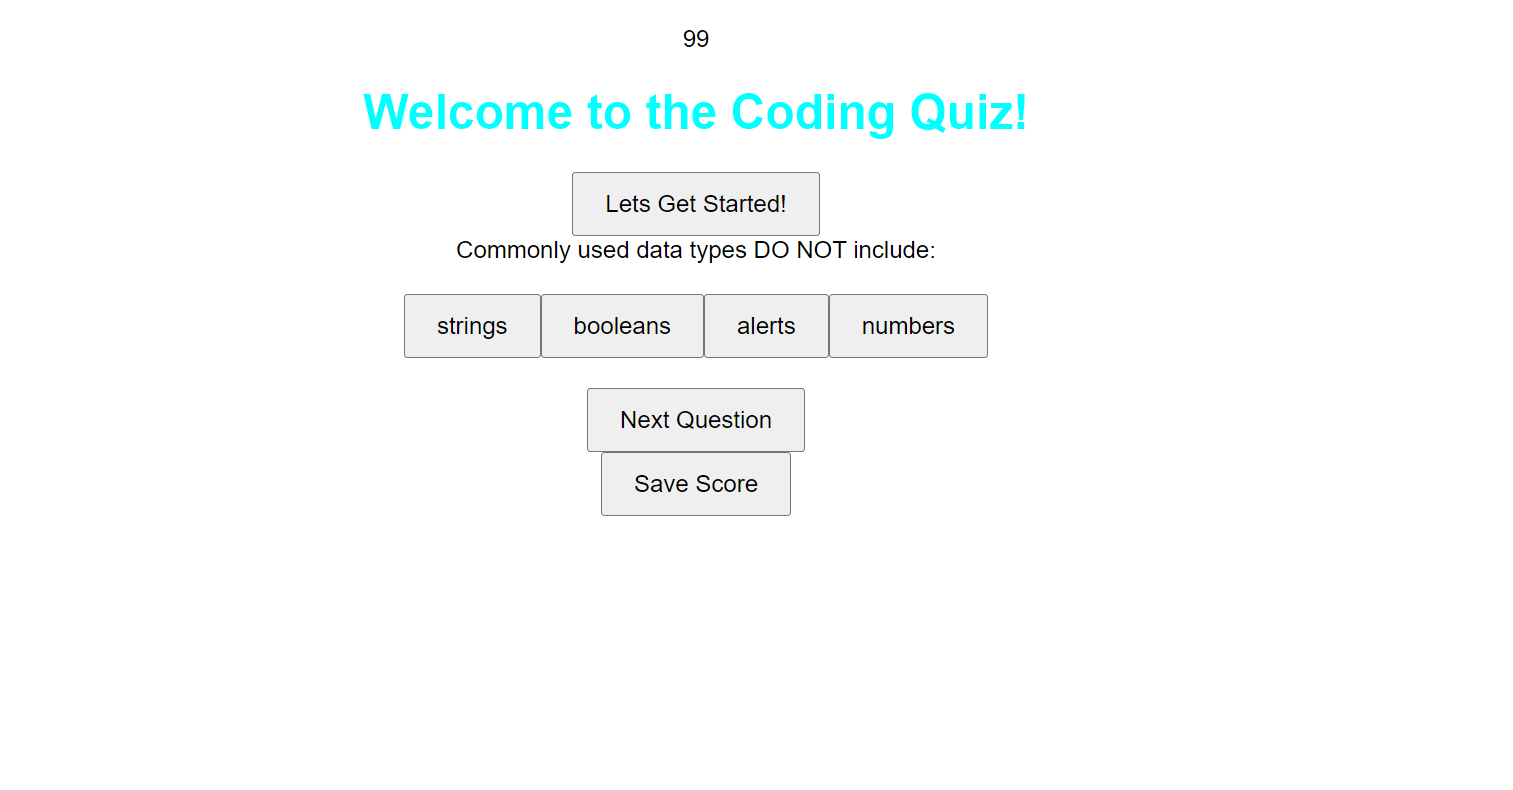 99
Welcome to the Coding Quiz!
Lets Get Started!
Commonly used data types DO NOT include:
strings booleans alerts numbers
Next Question
Save Score